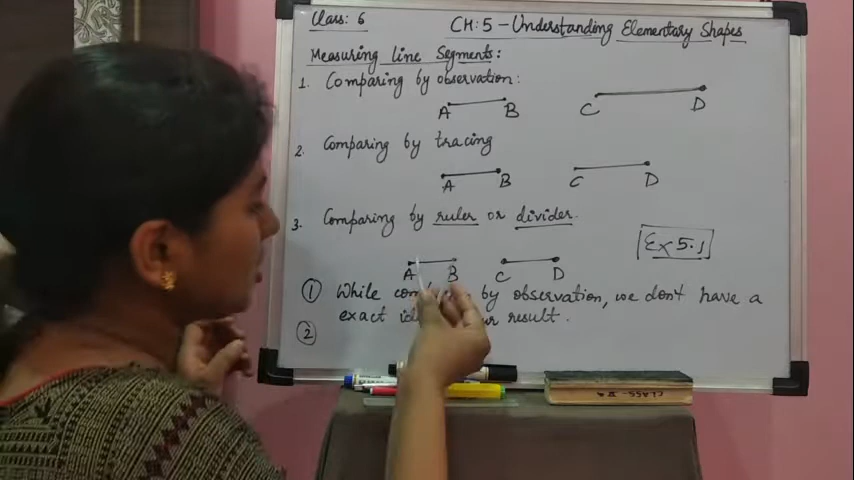 Class: 6
CH: 5 - Understanding Elementary Shapes
Measuring line Segments:
1. Comparing by observation:
A B C D
2. Comparing by tracing
A B C D
3. Comparing by ruler or divider.
Ex 5.1
A B C D
① While by observation, we don't have a
exact result.
②